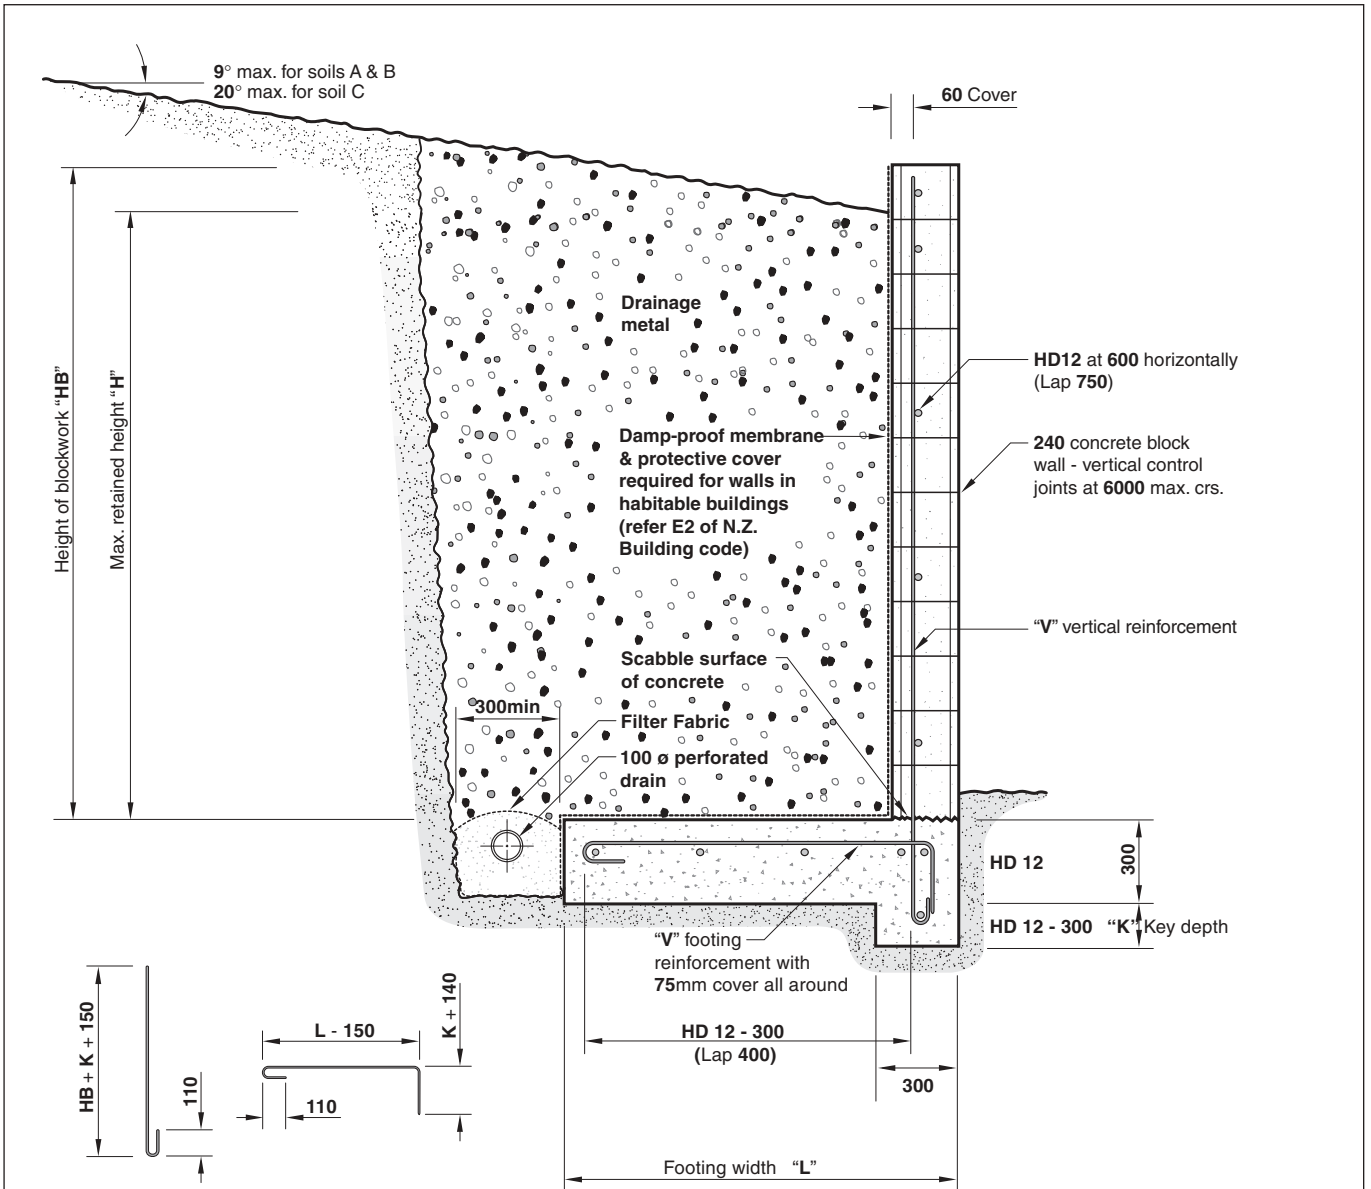 9° max. for soils A & B
20° max. for soil C
60 Cover
Height of blockwork “HB”
Max. retained height “H”
Drainage
metal
HD12 at 600 horizontally
(Lap 750)
Damp-proof membrane
& protective cover
required for walls in
habitable buildings
(refer E2 of N.Z.
Building code)
240 concrete block
wall - vertical control
joints at 6000 max. crs.
“V” vertical reinforcement
Scabble surface
of concrete
300min
Filter Fabric
100 ø perforated
drain
HD 12
300
HD 12 - 300 “K” Key depth
“V” footing
reinforcement with
75mm cover all around
HB + K + 150
110
L - 150
110
K + 140
HD 12 - 300
(Lap 400)
300
Footing width “L”